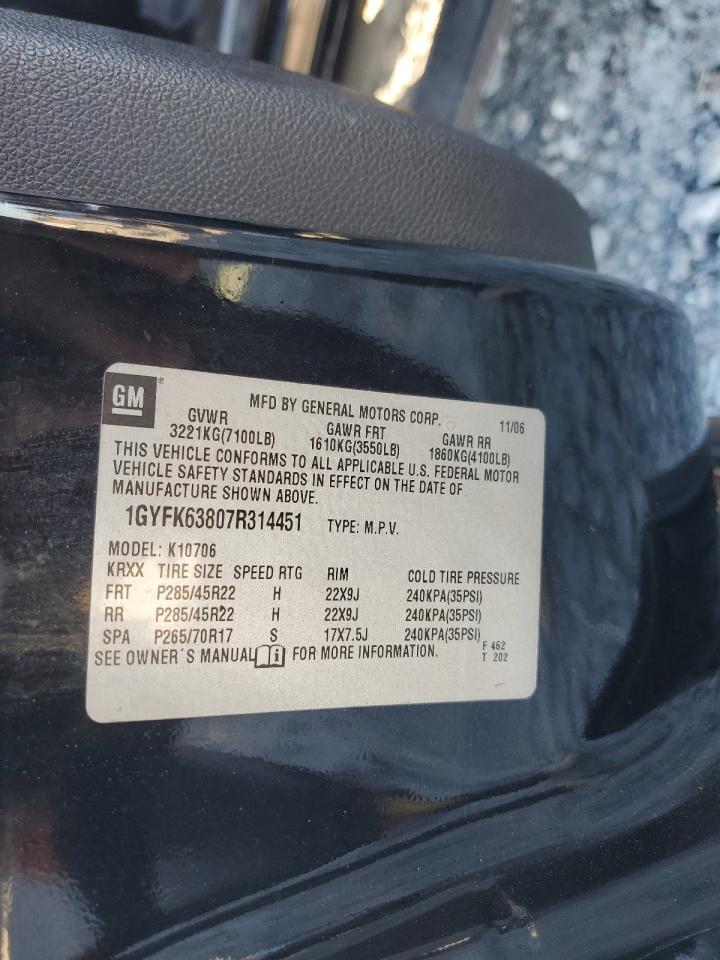 GM®
MFD BY GENERAL MOTORS CORP. 11/06
GVWR GAWR FRT GAWR RR
3221KG(7100LB) 1610KG(3550LB) 1860KG(4100LB)
THIS VEHICLE CONFORMS TO ALL APPLICABLE U.S. FEDERAL MOTOR
VEHICLE SAFETY STANDARDS IN EFFECT ON THE DATE OF
MANUFACTURE SHOWN ABOVE.
1GYFK63807R314451 TYPE: M.P.V.
MODEL: K10706
KRXX TIRE SIZE SPEED RTG RIM COLD TIRE PRESSURE
FRT P285/45R22 H 22X9J 240KPA(35PSI)
RR P285/45R22 H 22X9J 240KPA(35PSI)
SPA P265/70R17 S 17X7.5J 240KPA(35PSI)
SEE OWNER'S MANUAL i FOR MORE INFORMATION.
F 462
T 202